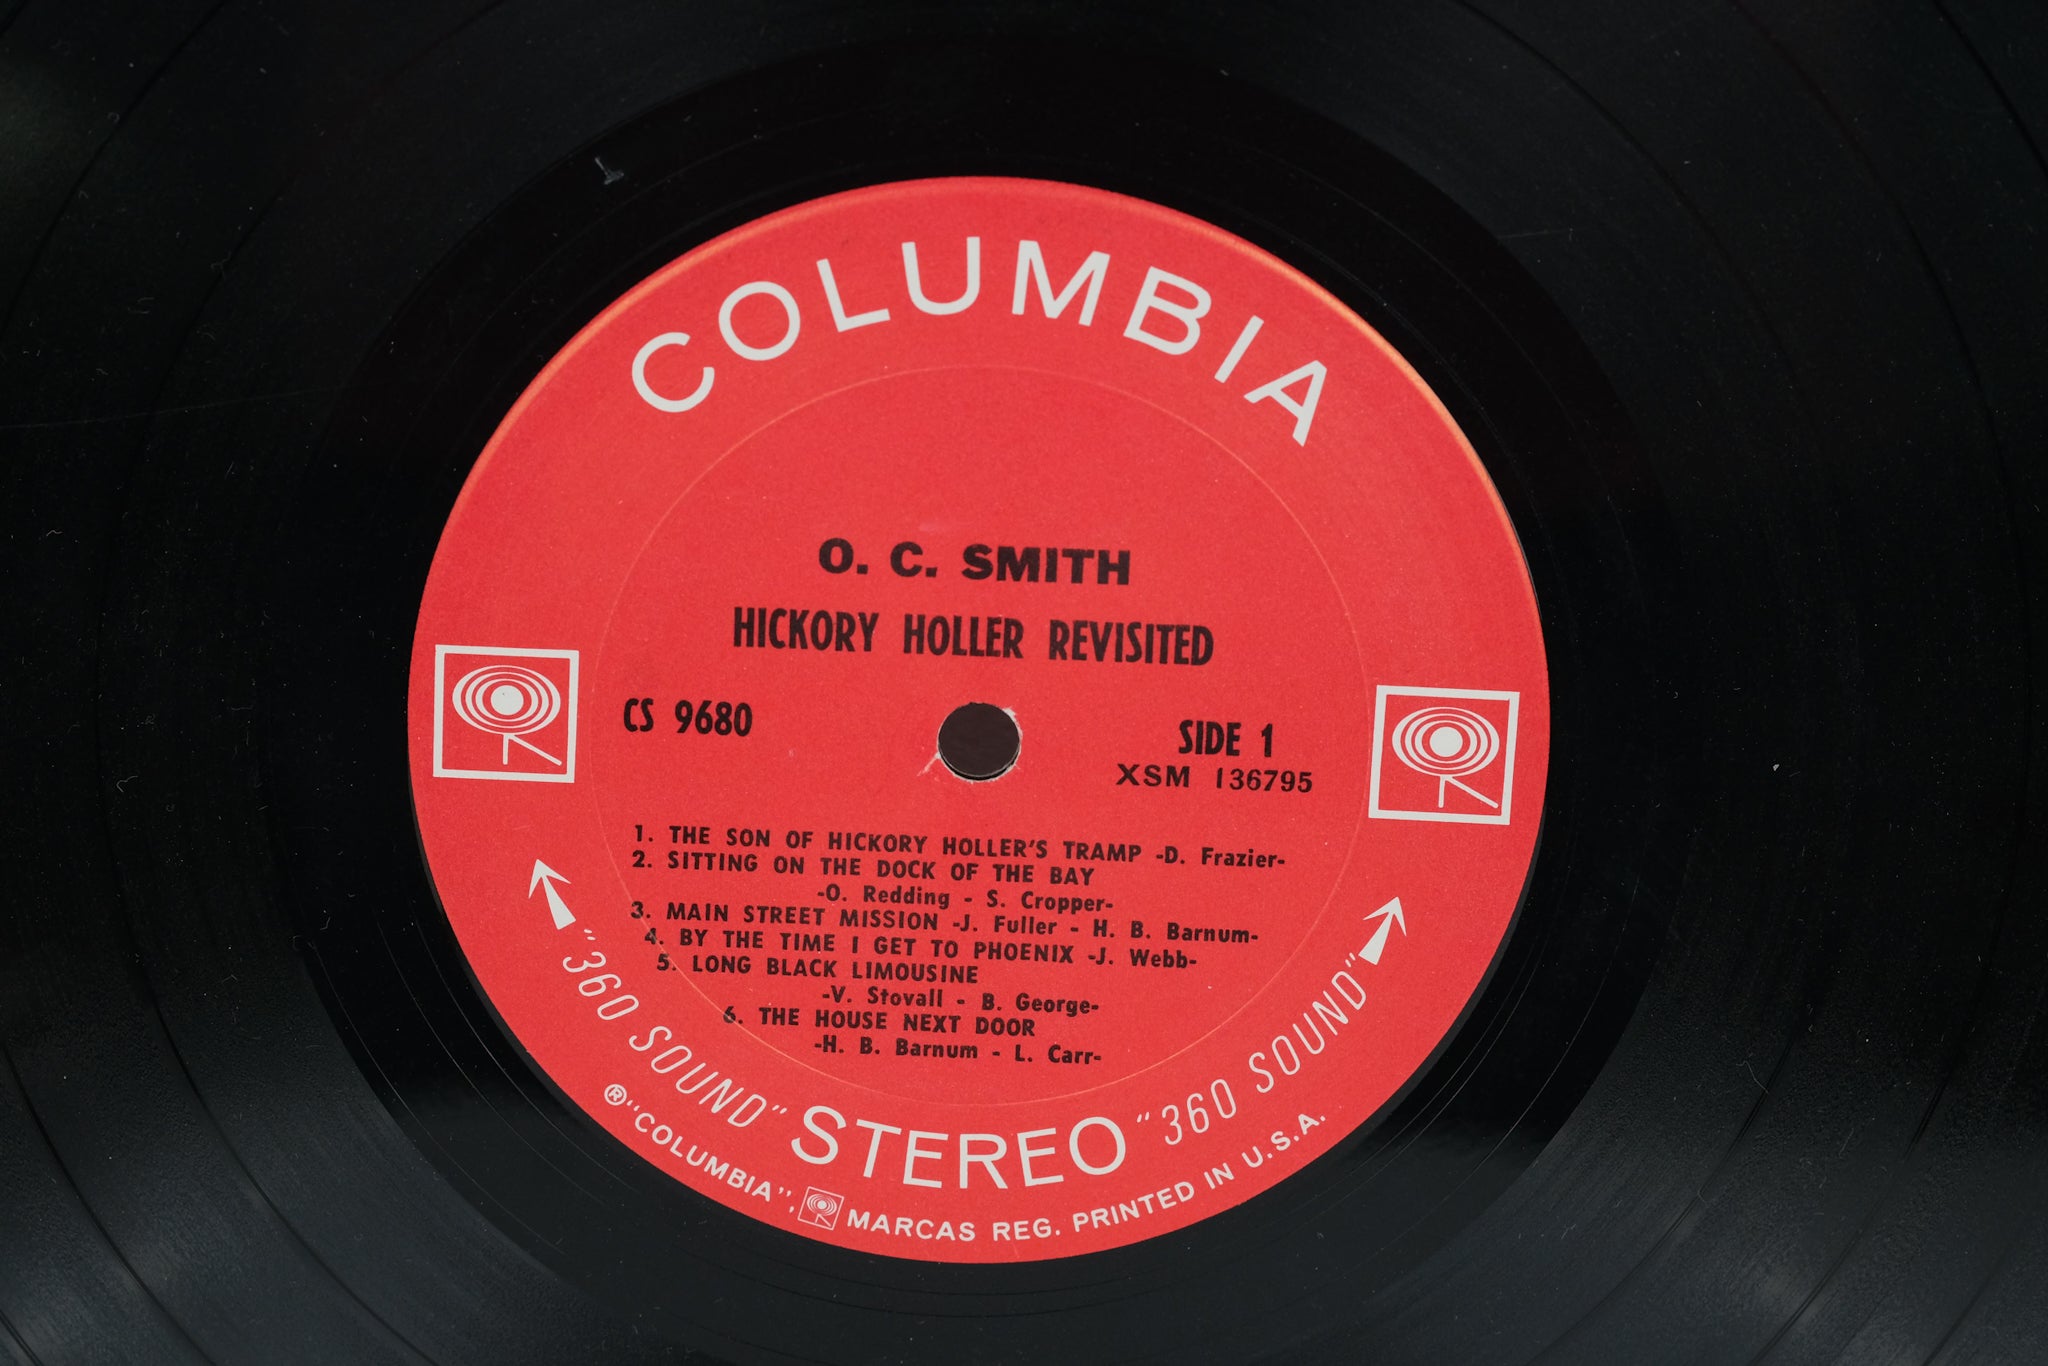 COLUMBIA
O. C. SMITH
HICKORY HOLLER REVISITED
CS 9680
SIDE 1
XSM 136795
1. THE SON OF HICKORY HOLLER'S TRAMP -D. Frazier-
2. SITTING ON THE DOCK OF THE BAY
-O. Redding - S. Cropper-
3. MAIN STREET MISSION -J. Fuller - H. B. Barnum-
4. BY THE TIME I GET TO PHOENIX -J. Webb-
5. LONG BLACK LIMOUSINE
-V. Stovall - B. George-
6. THE HOUSE NEXT DOOR
-H. B. Barnum - L. Carr-
"360 SOUND" STEREO "360 SOUND"
®"COLUMBIA", MARCAS REG. PRINTED IN U.S.A.